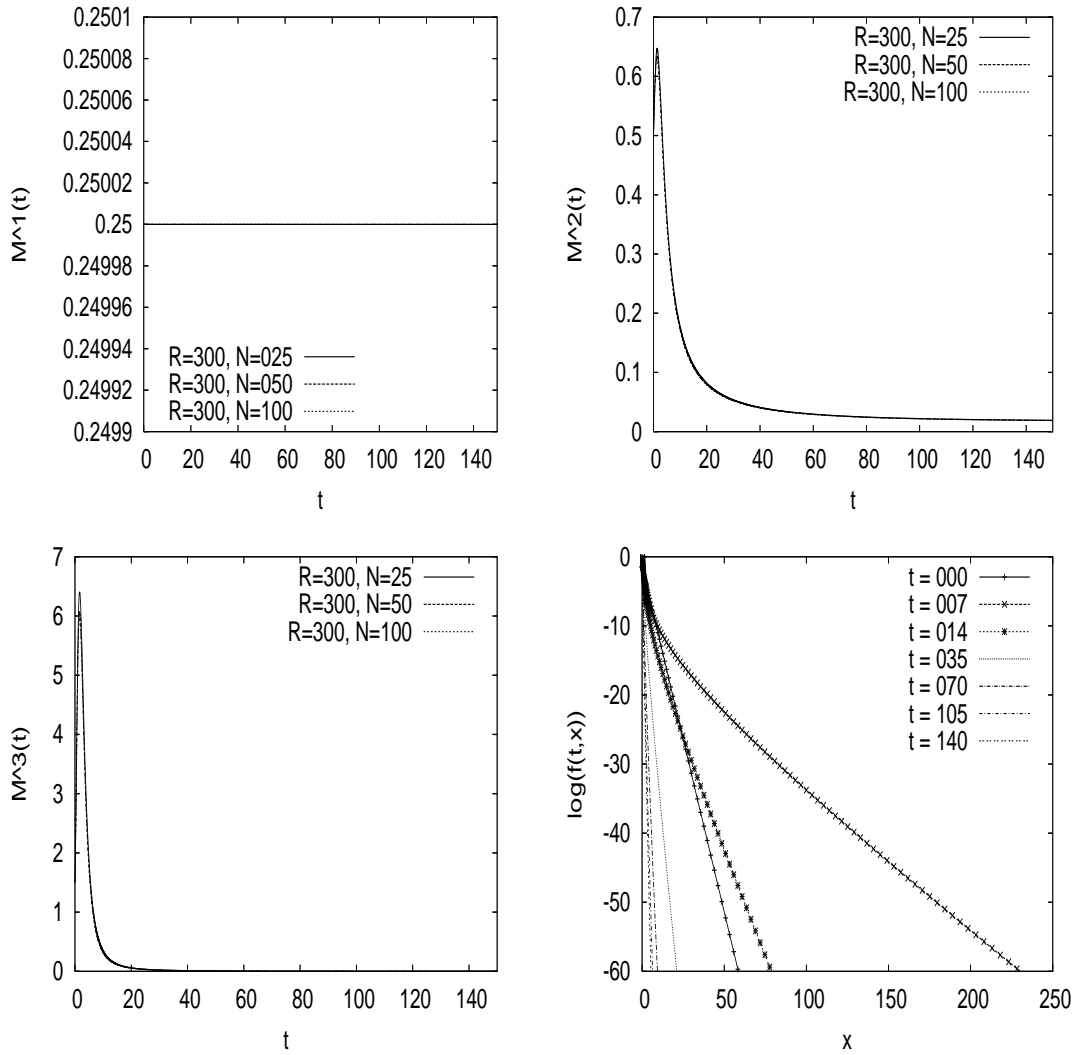 0.2501
0.25008
0.25006
0.25004
0.25002
0.25
0.24998
0.24996
0.24994
0.24992
0.2499
M^1(t)
R=300, N=025
R=300, N=050
R=300, N=100
0 20 40 60 80 100 120 140
t
0.7
0.6
0.5
0.4
0.3
0.2
0.1
0
M^2(t)
R=300, N=25
R=300, N=50
R=300, N=100
0 20 40 60 80 100 120 140
t
7
6
5
4
3
2
1
0
M^3(t)
R=300, N=25
R=300, N=50
R=300, N=100
0 20 40 60 80 100 120 140
t
0
-10
-20
-30
-40
-50
-60
log(f(t,x))
t = 000
t = 007
t = 014
t = 035
t = 070
t = 105
t = 140
0 50 100 150 200 250
x